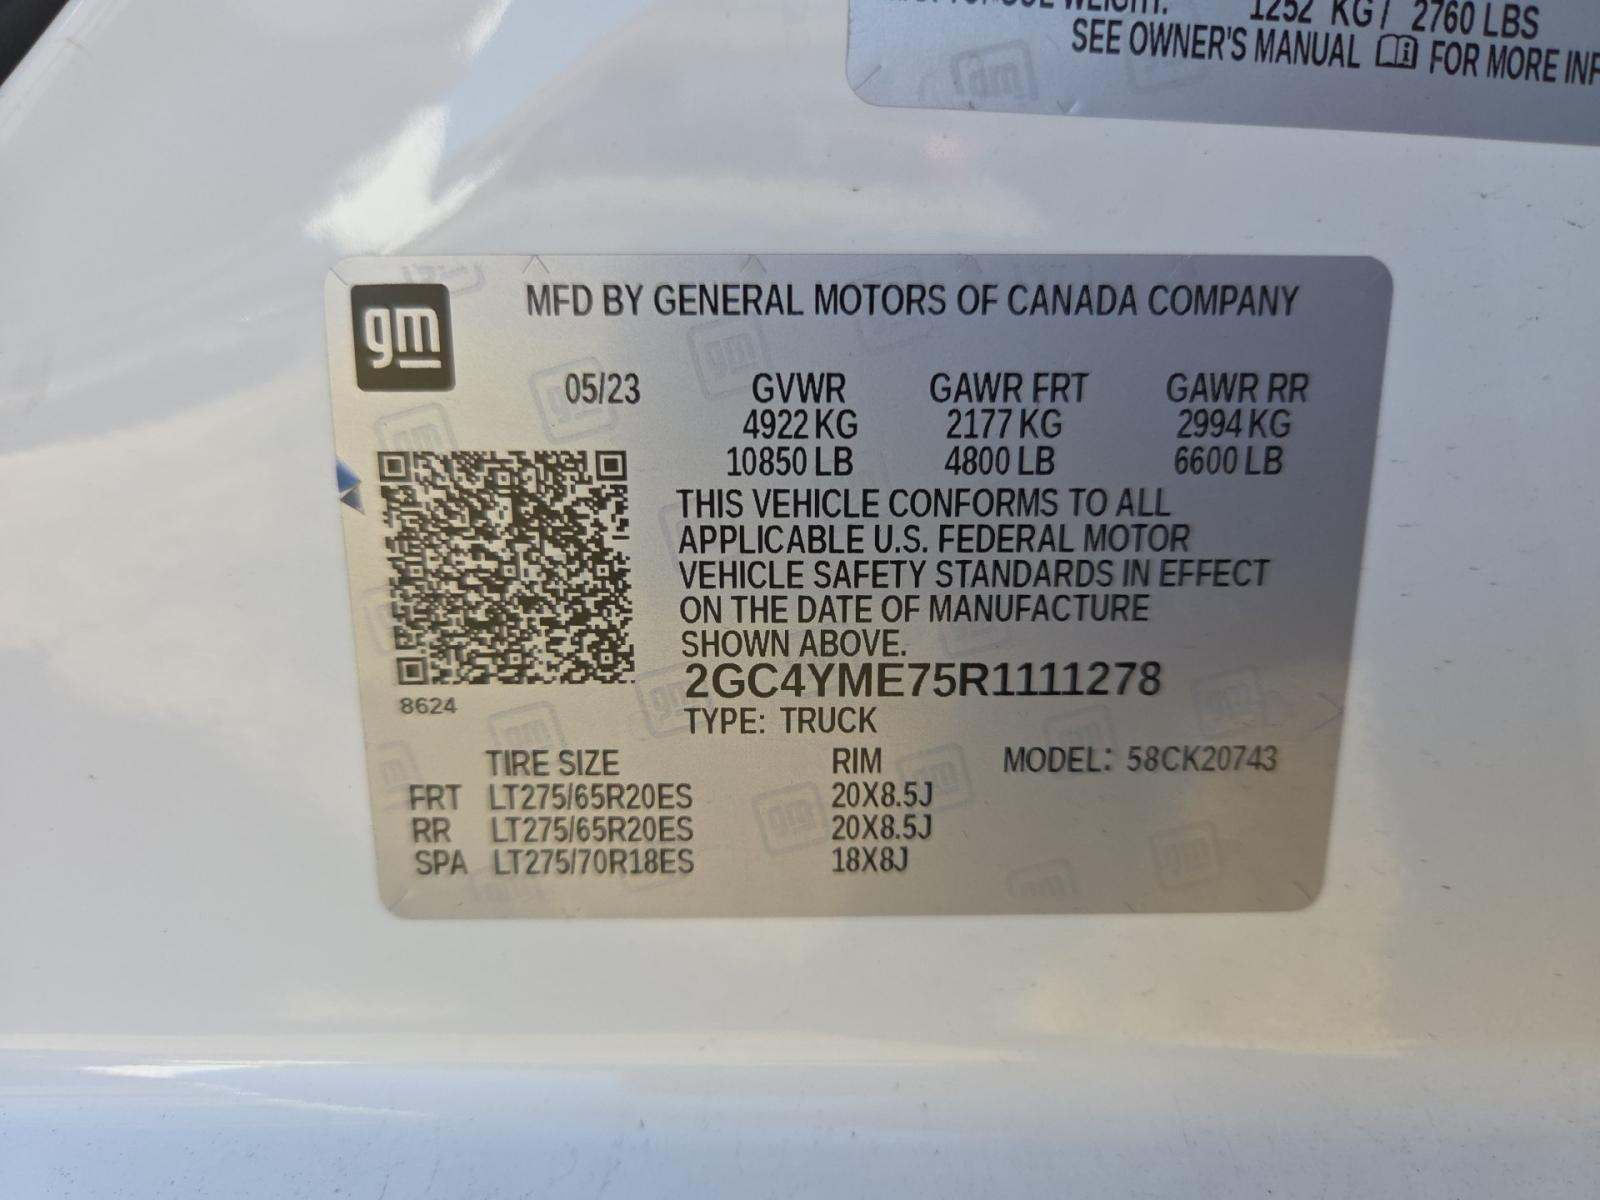 1252 KG / 2760 LBS
SEE OWNER'S MANUAL FOR MORE INF
gm
MFD BY GENERAL MOTORS OF CANADA COMPANY
05/23 GVWR GAWR FRT GAWR RR
4922 KG 2177 KG 2994 KG
10850 LB 4800 LB 6600 LB
THIS VEHICLE CONFORMS TO ALL
APPLICABLE U.S. FEDERAL MOTOR
VEHICLE SAFETY STANDARDS IN EFFECT
ON THE DATE OF MANUFACTURE
SHOWN ABOVE.
2GC4YME75R1111278
8624
TYPE: TRUCK
TIRE SIZE RIM MODEL: 58CK20743
FRT LT275/65R20ES 20X8.5J
RR LT275/65R20ES 20X8.5J
SPA LT275/70R18ES 18X8J